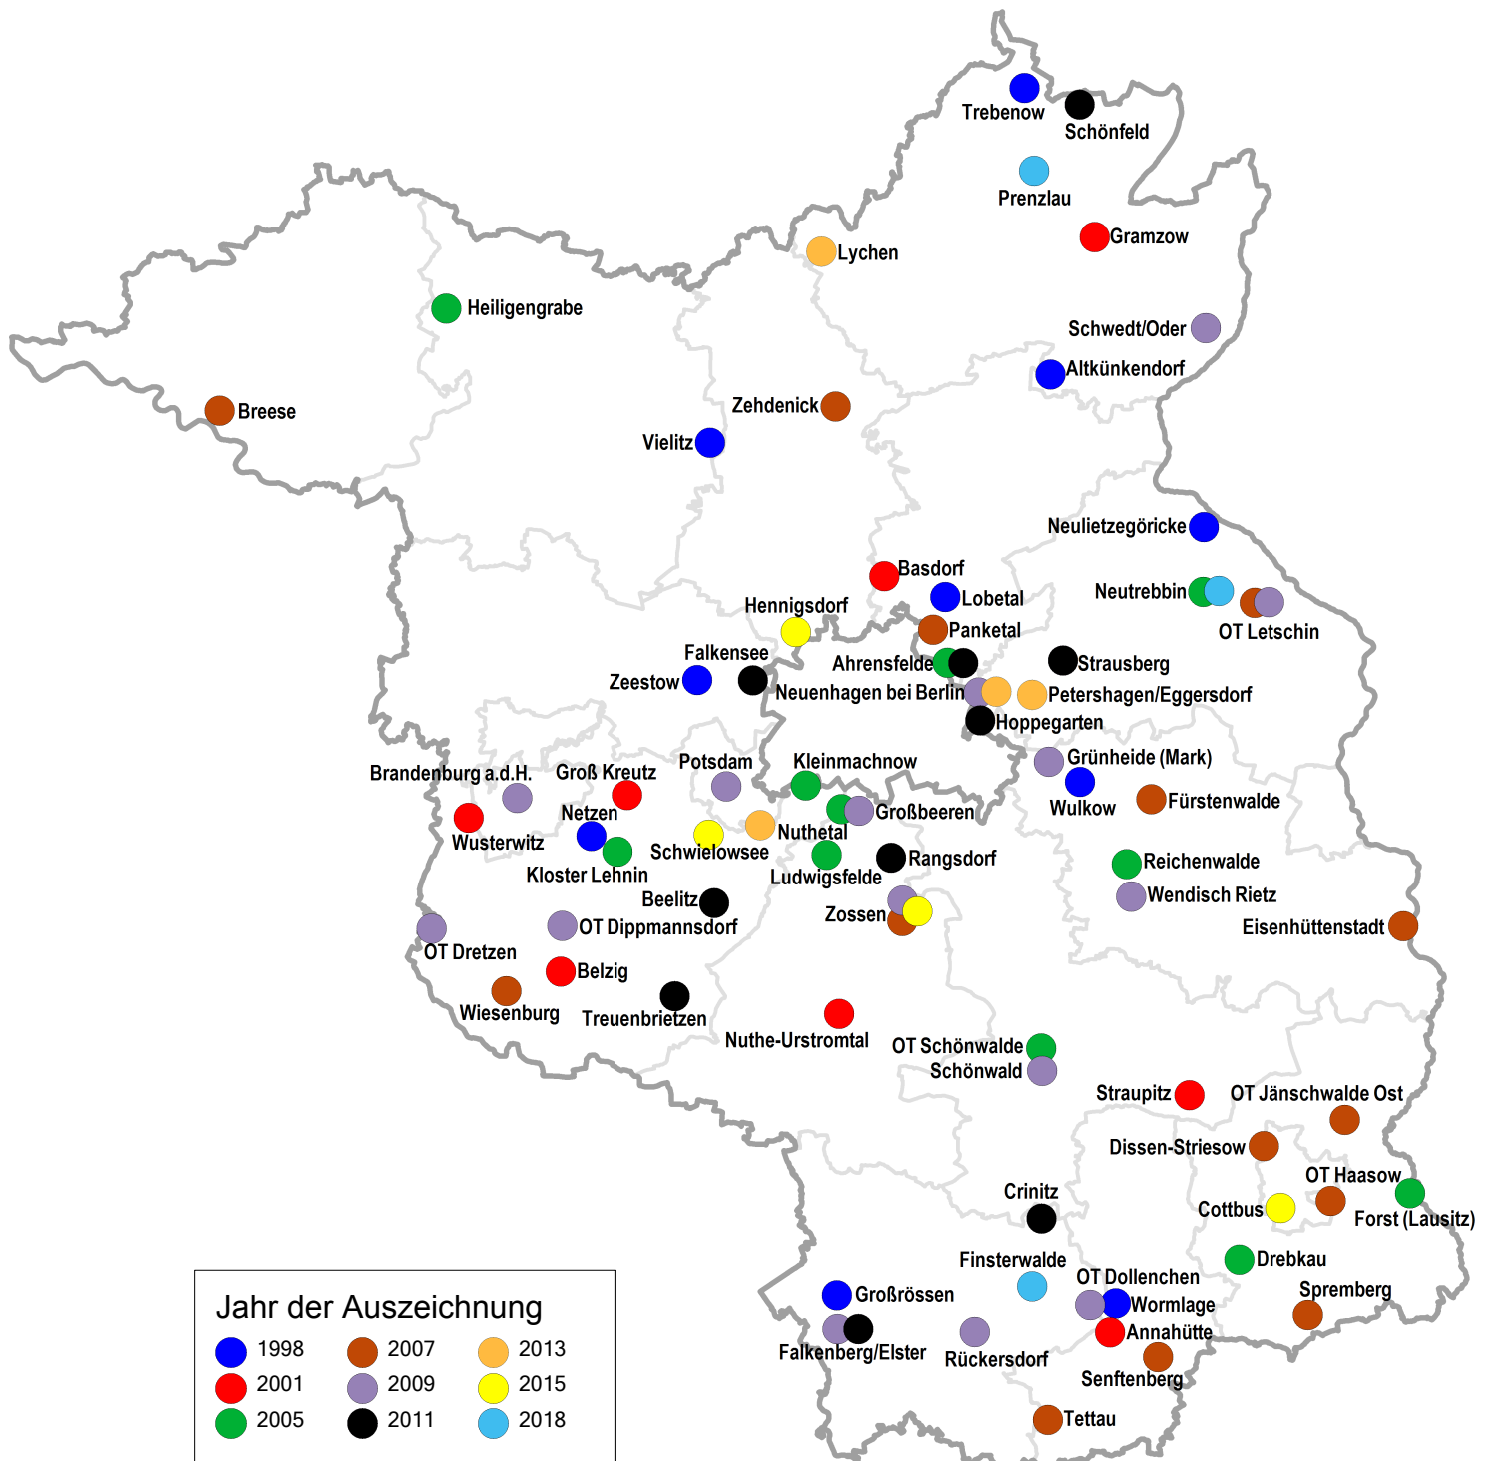 Trebenow
Schönfeld
Prenzlau
Gramzow
Lychen
Heiligengrabe
Schwedt/Oder
Altkünkendorf
Breese
Zehdenick
Vielitz
Neulietzegöricke
Basdorf
Lobetal
Neutrebbin
Hennigsdorf
Panketal
OT Letschin
Falkensee
Ahrensfelde
Strausberg
Zeestow
Neuenhagen bei Berlin
Petershagen/Eggersdorf
Hoppegarten
Grünheide (Mark)
Potsdam
Kleinmachnow
Brandenburg a.d.H.
Groß Kreutz
Wulkow
Fürstenwalde
Netzen
Großbeeren
Wusterwitz
Nuthetal
Schwielowsee
Rangsdorf
Reichenwalde
Kloster Lehnin
Ludwigsfelde
Beelitz
Wendisch Rietz
Zossen
OT Dippmannsdorf
Eisenhüttenstadt
OT Dretzen
Belzig
Wiesenburg
Treuenbrietzen
Nuthe-Urstromtal
OT Schönwalde
Schönwald
Straupitz
OT Jänschwalde Ost
Dissen-Striesow
OT Haasow
Crinitz
Cottbus
Forst (Lausitz)
Finsterwalde
Drebkau
OT Dollenchen
Spremberg
Großrössen
Wormlage
Annahütte
Falkenberg/Elster
Rückersdorf
Senftenberg
Tettau
Jahr der Auszeichnung
1998 2007 2013
2001 2009 2015
2005 2011 2018